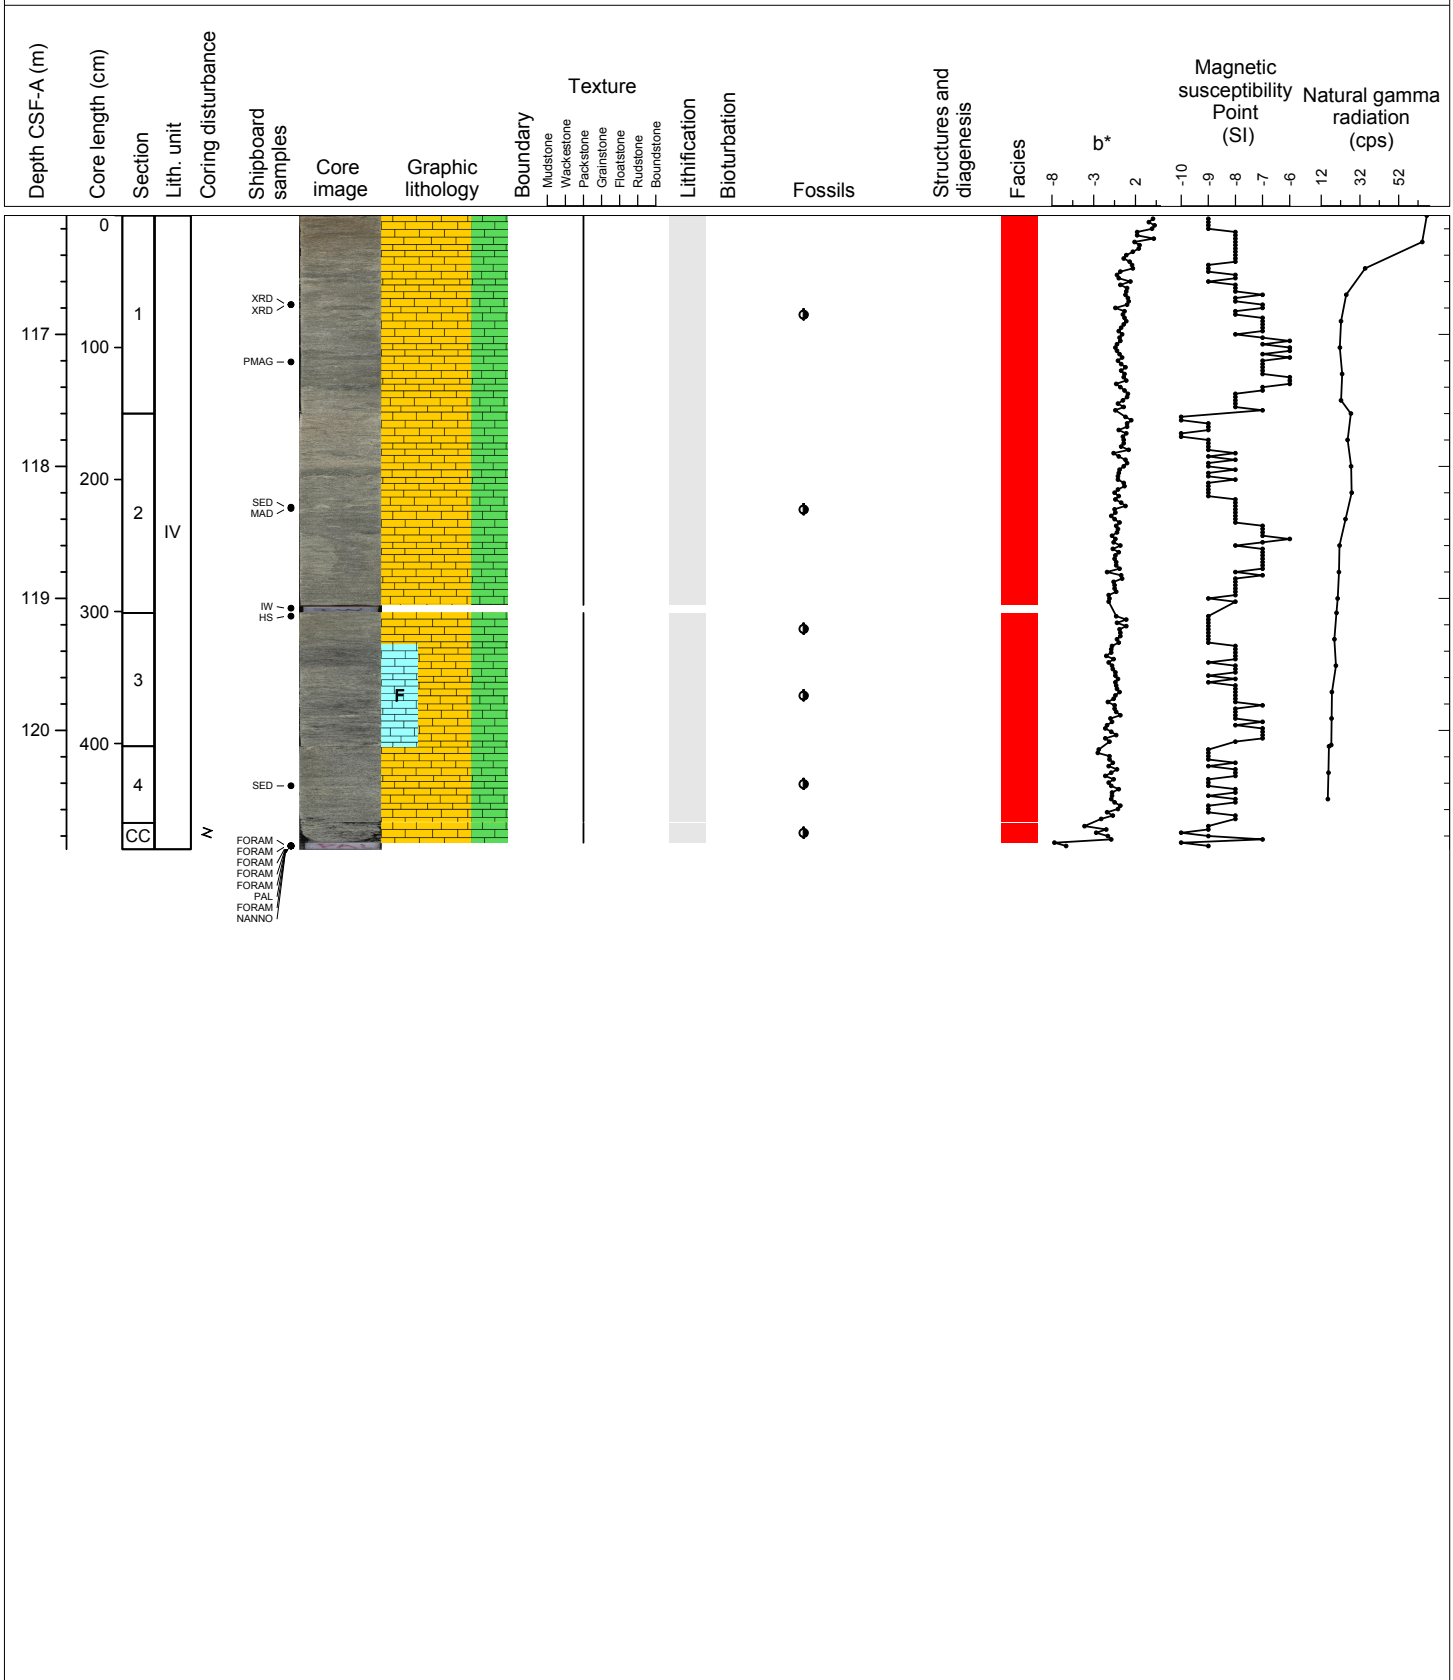 Depth CSF-A (m)
Core length (cm)
Section
Lith. unit
Coring disturbance
Shipboard
samples
Core
image
Graphic
lithology
Boundary
Texture
Mudstone
Wackestone
Packstone
Grainstone
Floatstone
Rudstone
Boundstone
Lithification
Bioturbation
Fossils
Structures and
diagenesis
Facies
b*
-8
-3
2
Magnetic
susceptibility
Point
(SI)
-10
-9
-8
-7
-6
Natural gamma
radiation
(cps)
12
32
52
117
118
119
120
0
100
200
300
400
1
2
3
4
CC
IV
XRD
XRD
PMAG
SED
MAD
IW
HS
SED
FORAM
FORAM
FORAM
FORAM
FORAM
PAL
FORAM
NANNO
F